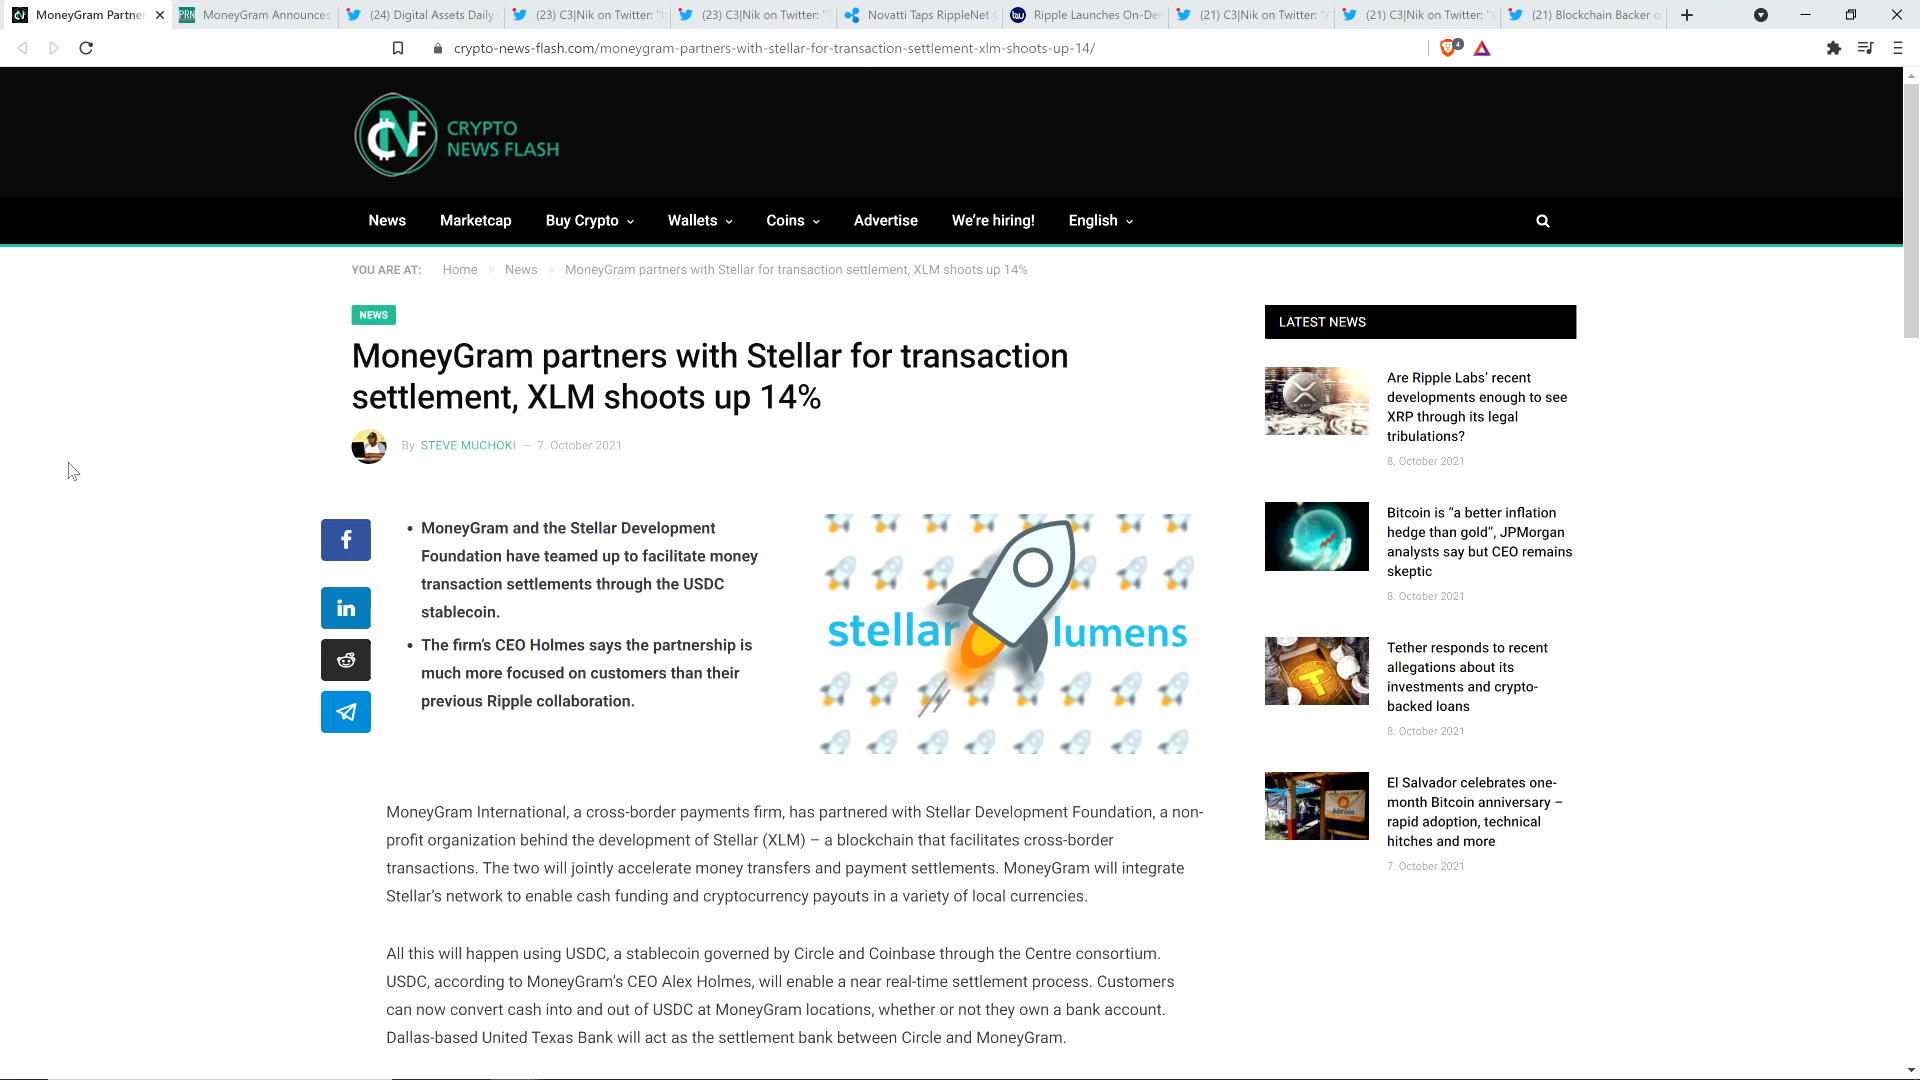 MoneyGram Partner
MoneyGram Announces
(24) Digital Assets Daily
(23) C3|Nik on Twitter: "
(23) C3|Nik on Twitter: "
Novatti Taps RippleNet
Ripple Launches On-De
(21) C3|Nik on Twitter: "
(21) C3|Nik on Twitter: "
(21) Blockchain Backer o
crypto-news-flash.com/moneygram-partners-with-stellar-for-transaction-settlement-xlm-shoots-up-14/
4
CRYPTO
NEWS FLASH
News
Marketcap
Buy Crypto
Wallets
Coins
Advertise
We're hiring!
English
YOU ARE AT: Home » News » MoneyGram partners with Stellar for transaction settlement, XLM shoots up 14%
NEWS
MoneyGram partners with Stellar for transaction
settlement, XLM shoots up 14%
By STEVE MUCHOKI — 7. October 2021
• MoneyGram and the Stellar Development
Foundation have teamed up to facilitate money
transaction settlements through the USDC
stablecoin.
• The firm's CEO Holmes says the partnership is
much more focused on customers than their
previous Ripple collaboration.
stellar lumens
MoneyGram International, a cross-border payments firm, has partnered with Stellar Development Foundation, a non-
profit organization behind the development of Stellar (XLM) – a blockchain that facilitates cross-border
transactions. The two will jointly accelerate money transfers and payment settlements. MoneyGram will integrate
Stellar's network to enable cash funding and cryptocurrency payouts in a variety of local currencies.
All this will happen using USDC, a stablecoin governed by Circle and Coinbase through the Centre consortium.
USDC, according to MoneyGram's CEO Alex Holmes, will enable a near real-time settlement process. Customers
can now convert cash into and out of USDC at MoneyGram locations, whether or not they own a bank account.
Dallas-based United Texas Bank will act as the settlement bank between Circle and MoneyGram.
LATEST NEWS
Are Ripple Labs' recent
developments enough to see
XRP through its legal
tribulations?
8. October 2021
Bitcoin is “a better inflation
hedge than gold”, JPMorgan
analysts say but CEO remains
skeptic
8. October 2021
Tether responds to recent
allegations about its
investments and crypto-
backed loans
8. October 2021
El Salvador celebrates one-
month Bitcoin anniversary –
rapid adoption, technical
hitches and more
7. October 2021